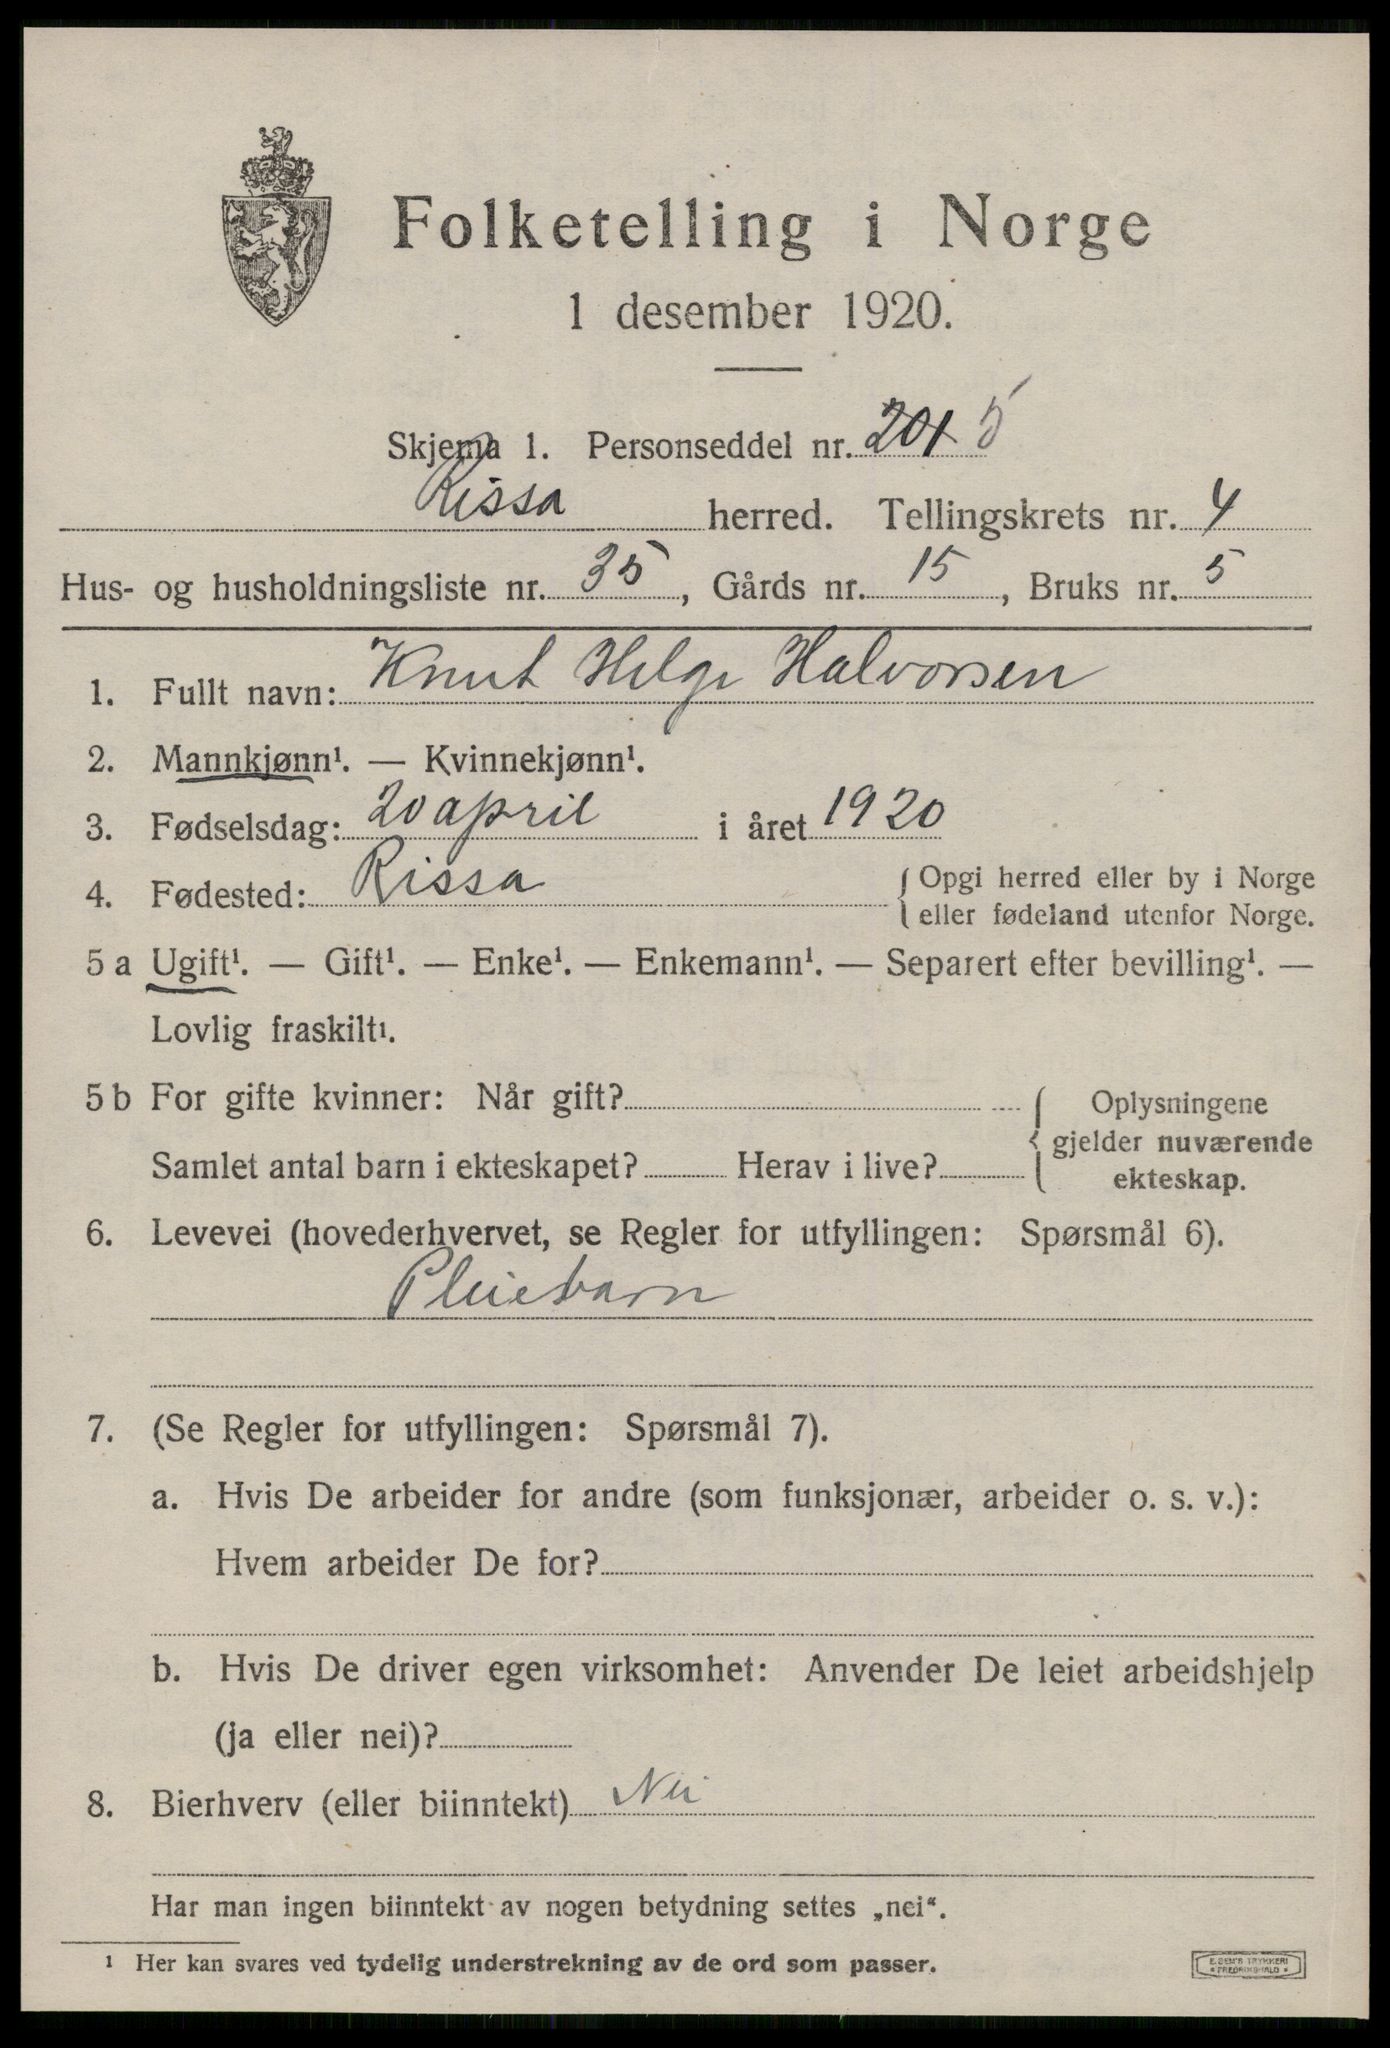 Folketelling i Norge
1 desember 1920.
Skjema 1. Personseddel nr. 201 5
Rissa herred. Tellingskrets nr. 4
Hus- og husholdningsliste nr. 35, Gårds nr. 15, Bruks nr. 5
1. Fullt navn: Knut Helge Halvorsen
2. Mannkjønn¹. — Kvinnekjønn¹.
3. Fødselsdag: 20 april i året 1920
4. Fødested: Rissa { Opgi herred eller by i Norge
eller fødeland utenfor Norge.
5 a Ugift¹. — Gift¹. — Enke¹. — Enkemann¹. — Separert efter bevilling¹. —
Lovlig fraskilt¹.
5 b For gifte kvinner: Når gift? { Oplysningene
gjelder nuværende
Samlet antal barn i ekteskapet? Herav i live?
ekteskap.
6. Levevei (hovederhvervet, se Regler for utfyllingen: Spørsmål 6).
Pleiebarn
7. (Se Regler for utfyllingen: Spørsmål 7).
a. Hvis De arbeider for andre (som funksjonær, arbeider o. s. v.):
Hvem arbeider De for?
b. Hvis De driver egen virksomhet: Anvender De leiet arbeidshjelp
(ja eller nei)?
8. Bierhverv (eller biinntekt) Nei
Har man ingen biinntekt av nogen betydning settes „nei“.
¹ Her kan svares ved tydelig understrekning av de ord som passer.
E. SEM'S TRYKKERI
* FREDRIKSHALD *